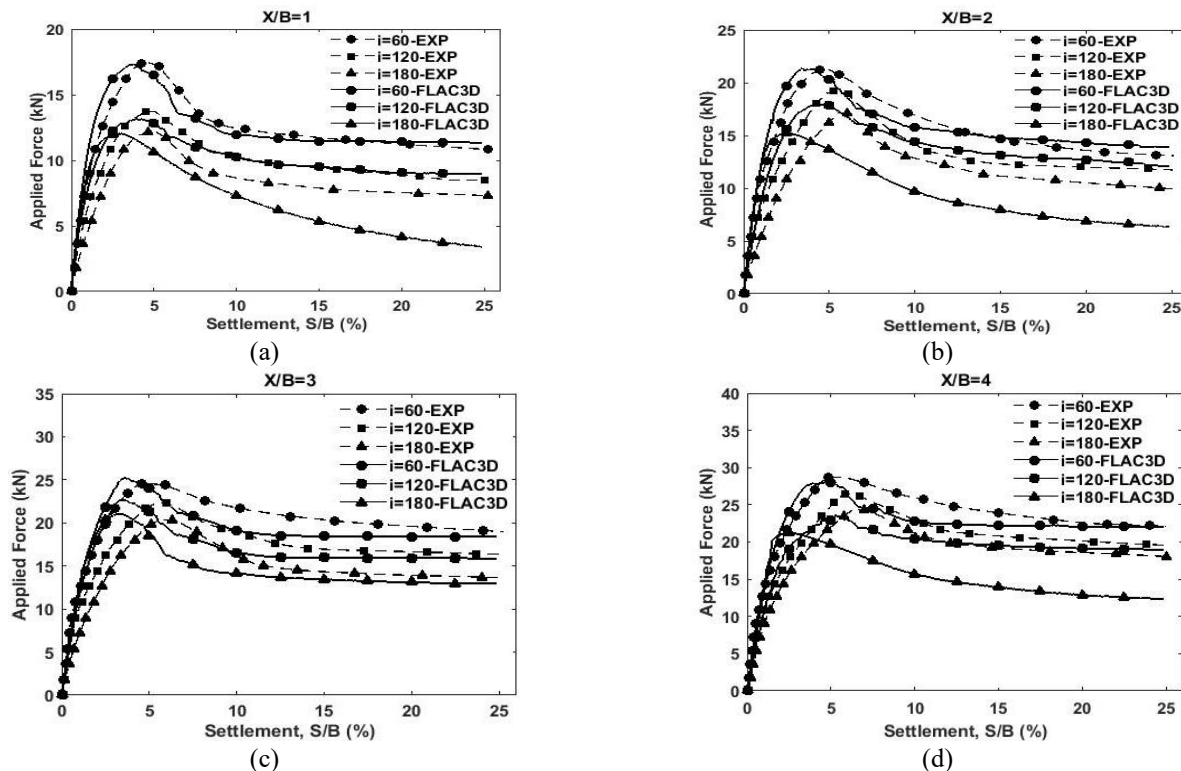 X/B=1
20
15
10
5
0
Applied Force (kN)
i=60-EXP
i=120-EXP
i=180-EXP
i=60-FLAC3D
i=120-FLAC3D
i=180-FLAC3D
0 5 10 15 20 25
Settlement, S/B (%)
(a)
X/B=2
25
20
15
10
5
0
Applied Force (kN)
i=60-EXP
i=120-EXP
i=180-EXP
i=60-FLAC3D
i=120-FLAC3D
i=180-FLAC3D
0 5 10 15 20 25
Settlement, S/B (%)
(b)
X/B=3
35
30
25
20
15
10
5
0
Applied Force (kN)
i=60-EXP
i=120-EXP
i=180-EXP
i=60-FLAC3D
i=120-FLAC3D
i=180-FLAC3D
0 5 10 15 20 25
Settlement, S/B (%)
(c)
X/B=4
40
35
30
25
20
15
10
5
0
Applied Force (kN)
i=60-EXP
i=120-EXP
i=180-EXP
i=60-FLAC3D
i=120-FLAC3D
i=180-FLAC3D
0 5 10 15 20 25
Settlement, S/B (%)
(d)